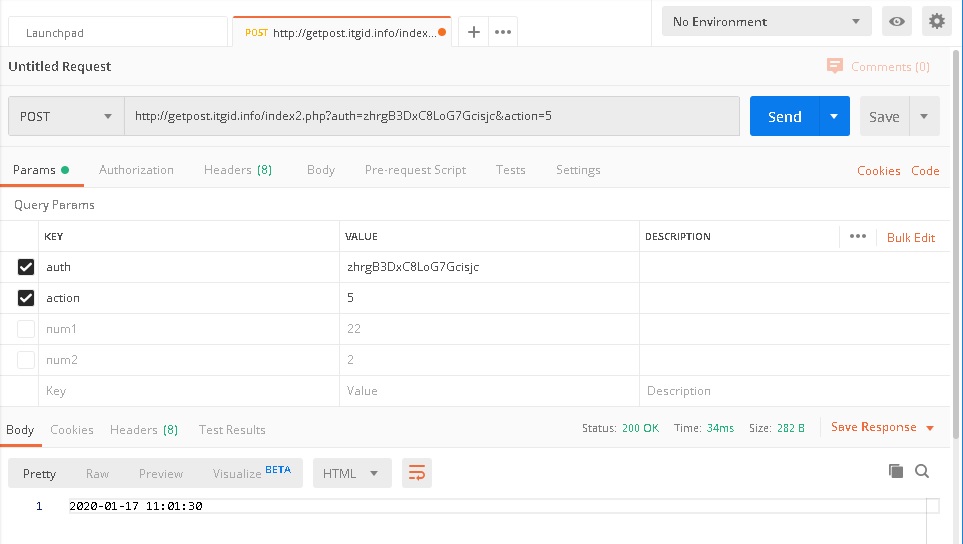 Launchpad
POST http://getpost.itgid.info/index...
No Environment
Untitled Request
Comments (0)
POST http://getpost.itgid.info/index2.php?auth=zhrgB3DxC8LoG7Gcisjc&action=5 Send Save
Params Authorization Headers (8) Body Pre-request Script Tests Settings Cookies Code
Query Params
KEY VALUE DESCRIPTION Bulk Edit
auth zhrgB3DxC8LoG7Gcisjc
action 5
num1 22
num2 2
Key Value Description
Body Cookies Headers (8) Test Results Status: 200 OK Time: 34ms Size: 282 B Save Response
Pretty Raw Preview Visualize BETA HTML
1 2020-01-17 11:01:30